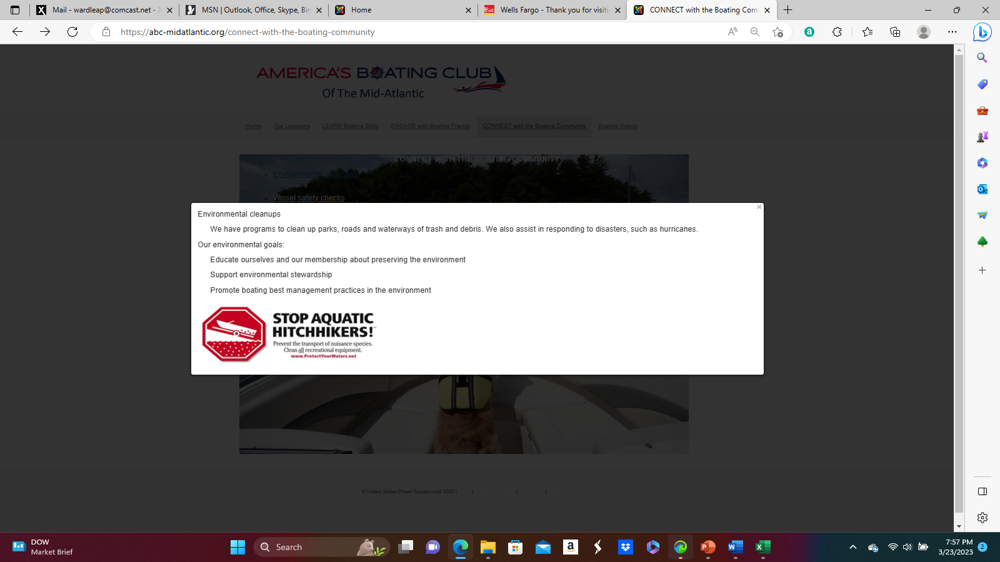 Mail - wardleap@comcast.net -
MSN | Outlook, Office, Skype, Bin
Home
Wells Fargo - Thank you for visiti
CONNECT with the Boating Com
https://abc-midatlantic.org/connect-with-the-boating-community
AMERICA'S BOATING CLUB
Of The Mid-Atlantic
Home
Our Locations
LEARN Boating Skills
ENGAGE with Boating Friends
CONNECT with the Boating Community
Boating Videos
CONNECT WITH THE BOATING COMMUNITY
Environmental cleanups
Vessel safety checks
Environmental cleanups
We have programs to clean up parks, roads and waterways of trash and debris. We also assist in responding to disasters, such as hurricanes.
Our environmental goals:
Educate ourselves and our membership about preserving the environment
Support environmental stewardship
Promote boating best management practices in the environment
STOP AQUATIC
HITCHHIKERS!™
Prevent the transport of nuisance species.
Clean all recreational equipment.
www.ProtectYourWaters.net
© United States Power Squadrons® 2023 |
DOW
Market Brief
Search
7:57 PM
3/23/2023
2